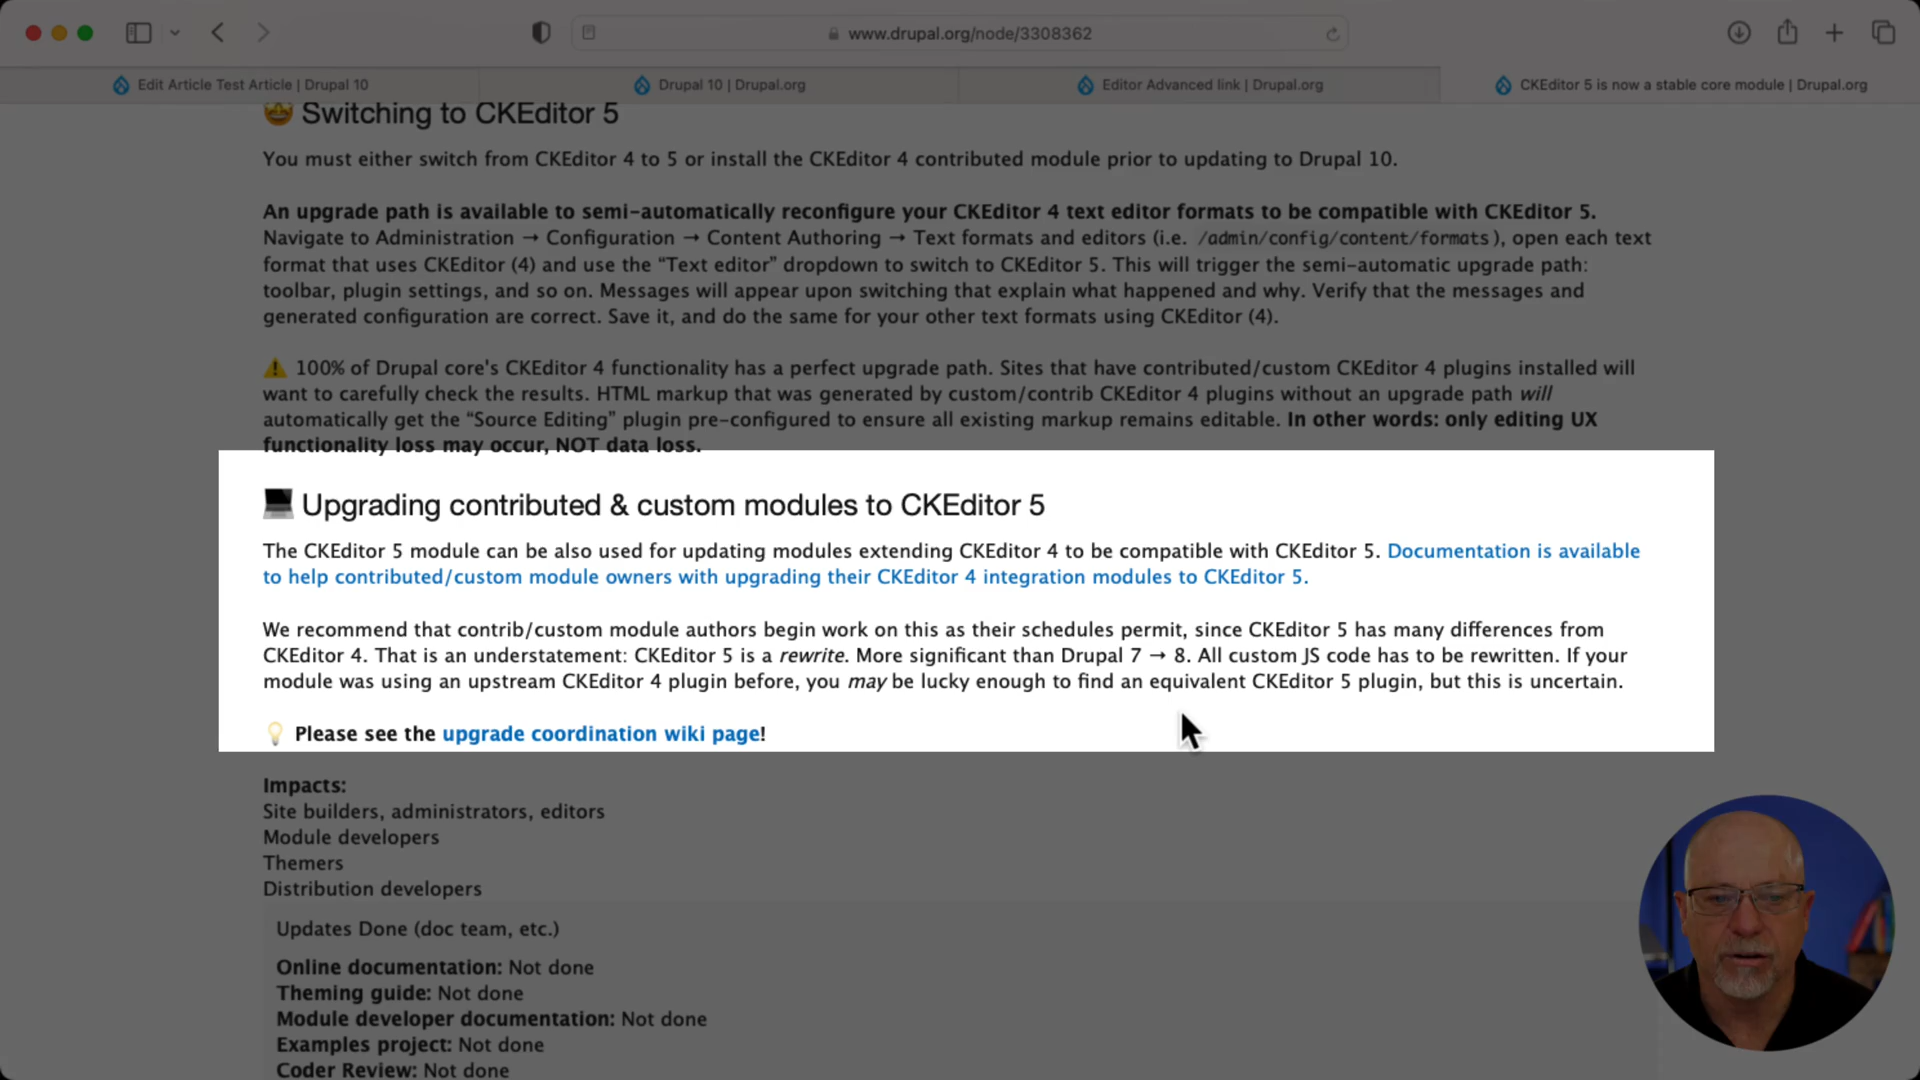 www.drupal.org/node/3308362
Edit Article Test Article | Drupal 10
Drupal 10 | Drupal.org
Editor Advanced link | Drupal.org
CKEditor 5 is now a stable core module | Drupal.org
🤩 Switching to CKEditor 5
You must either switch from CKEditor 4 to 5 or install the CKEditor 4 contributed module prior to updating to Drupal 10.
An upgrade path is available to semi-automatically reconfigure your CKEditor 4 text editor formats to be compatible with CKEditor 5.
Navigate to Administration → Configuration → Content Authoring → Text formats and editors (i.e. /admin/config/content/formats), open each text
format that uses CKEditor (4) and use the “Text editor” dropdown to switch to CKEditor 5. This will trigger the semi-automatic upgrade path:
toolbar, plugin settings, and so on. Messages will appear upon switching that explain what happened and why. Verify that the messages and
generated configuration are correct. Save it, and do the same for your other text formats using CKEditor (4).
⚠️ 100% of Drupal core's CKEditor 4 functionality has a perfect upgrade path. Sites that have contributed/custom CKEditor 4 plugins installed will
want to carefully check the results. HTML markup that was generated by custom/contrib CKEditor 4 plugins without an upgrade path will
automatically get the “Source Editing” plugin pre-configured to ensure all existing markup remains editable. In other words: only editing UX
functionality loss may occur, NOT data loss.
💻 Upgrading contributed & custom modules to CKEditor 5
The CKEditor 5 module can be also used for updating modules extending CKEditor 4 to be compatible with CKEditor 5. Documentation is available
to help contributed/custom module owners with upgrading their CKEditor 4 integration modules to CKEditor 5.
We recommend that contrib/custom module authors begin work on this as their schedules permit, since CKEditor 5 has many differences from
CKEditor 4. That is an understatement: CKEditor 5 is a rewrite. More significant than Drupal 7 → 8. All custom JS code has to be rewritten. If your
module was using an upstream CKEditor 4 plugin before, you may be lucky enough to find an equivalent CKEditor 5 plugin, but this is uncertain.
💡 Please see the upgrade coordination wiki page!
Impacts:
Site builders, administrators, editors
Module developers
Themers
Distribution developers
Updates Done (doc team, etc.)
Online documentation: Not done
Theming guide: Not done
Module developer documentation: Not done
Examples project: Not done
Coder Review: Not done